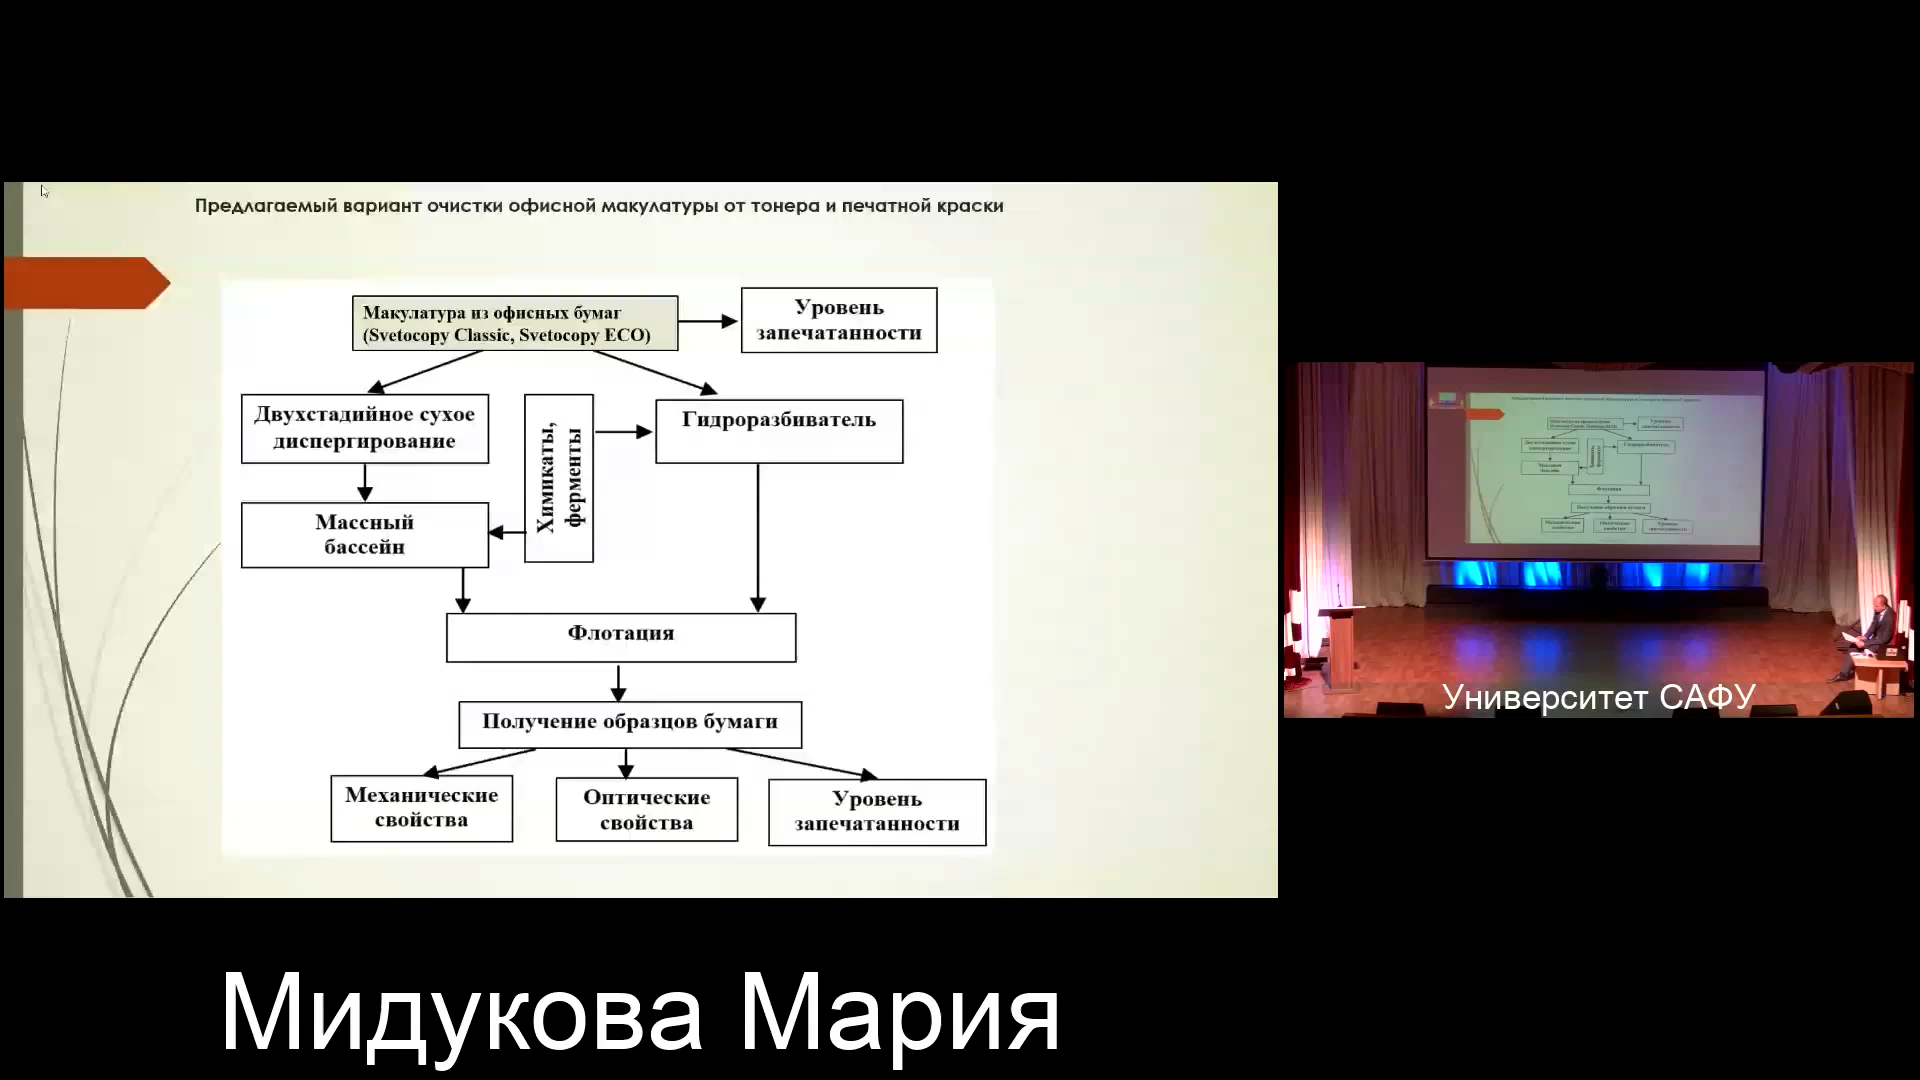 Предлагаемый вариант очистки офисной макулатуры от тонера и печатной краски
Макулатура из офисных бумаг
(Svetocopy Classic, Svetocopy ECO)
Уровень
запечатанности
Двухстадийное сухое
диспергирование
Химикаты,
ферменты
Гидроразбиватель
Массный
бассейн
Флотация
Получение образцов бумаги
Механические
свойства
Оптические
свойства
Уровень
запечатанности
Университет САФУ
Мидукова Мария